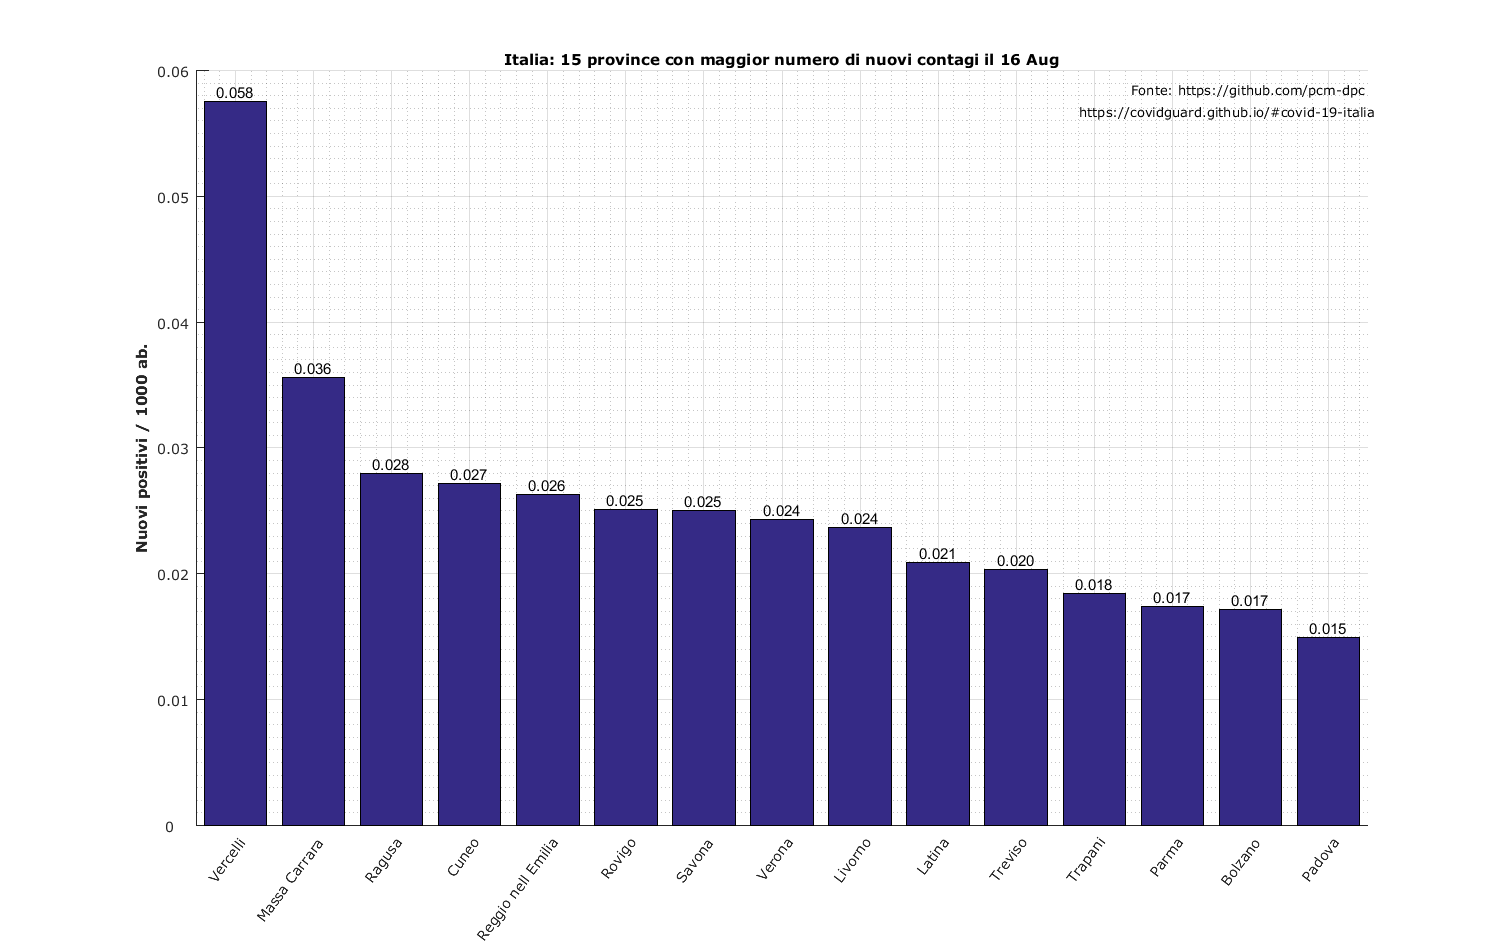 Italia: 15 province con maggior numero di nuovi contagi il 16 Aug
Fonte: https://github.com/pcm-dpc
https://covidguard.github.io/#covid-19-italia
Nuovi positivi / 1000 ab.
0.06
0.05
0.04
0.03
0.02
0.01
0
0.058
0.036
0.028
0.027
0.026
0.025
0.025
0.024
0.024
0.021
0.020
0.018
0.017
0.017
0.015
Vercelli
Massa Carrara
Ragusa
Cuneo
Reggio nell Emilia
Rovigo
Savona
Verona
Livorno
Latina
Treviso
Trapani
Parma
Bolzano
Padova